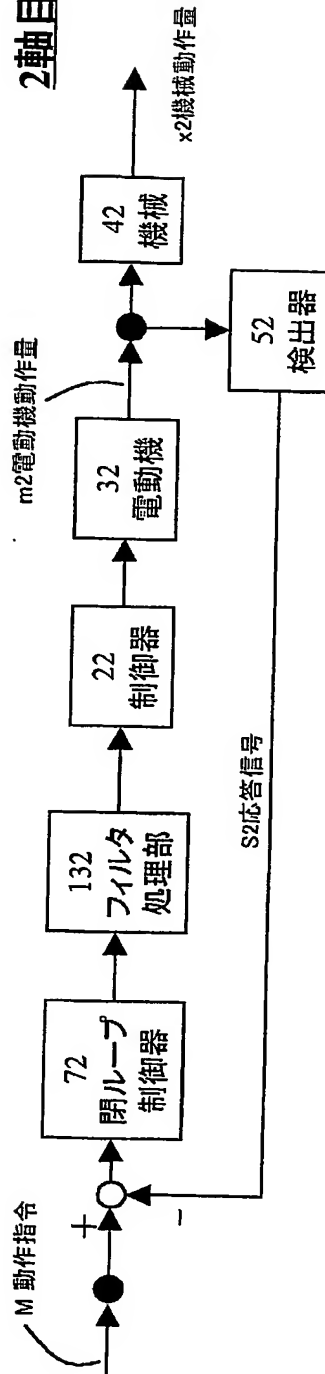 2軸目
M 動作指令
+
-
72
閉ループ
制御器
132
フィルタ
処理部
22
制御器
32
電動機
m2電動機動作量
42
機械
x2機械動作量
52
検出器
S2応答信号